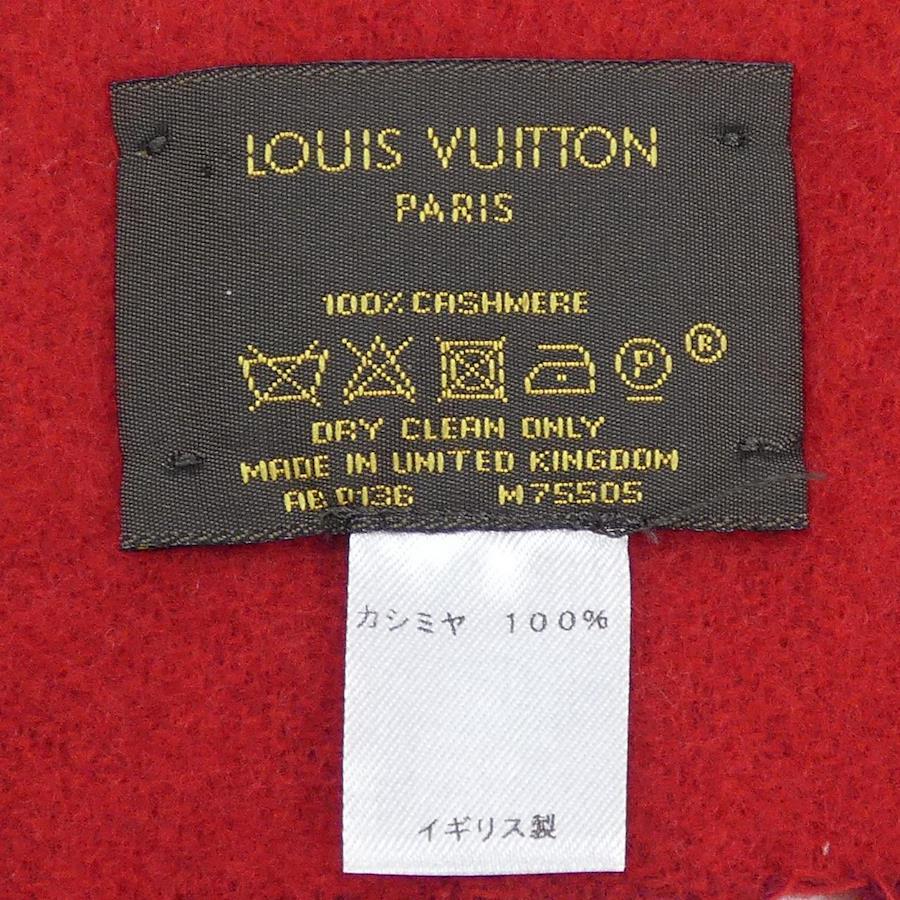 LOUIS VUITTON
PARIS
100% CASHMERE
P ®
DRY CLEAN ONLY
MADE IN UNITED KINGDOM
AB 0136 M75505
カシミヤ 100%
イギリス製